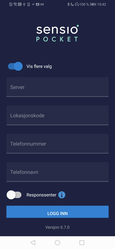 sensio
POCKET
Vis flere valg
Server
Lokasjonskode
Telefonnummer
Telefonnavn
Responssenter
LOGG INN
Versjon 6.7.0